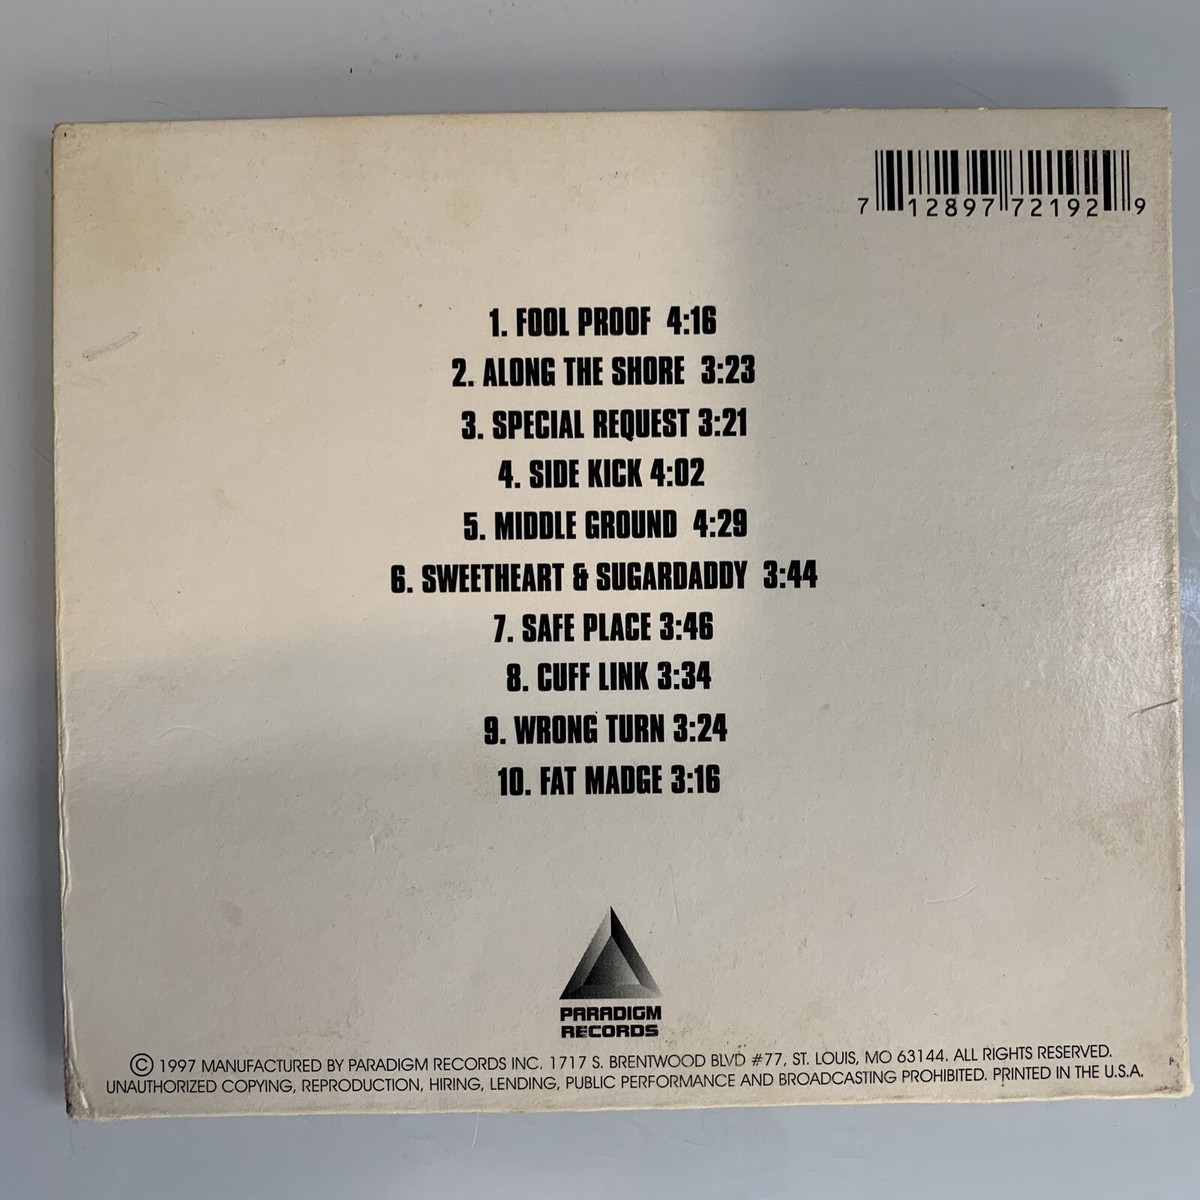 7 12897 72192 9
1. FOOL PROOF 4:16
2. ALONG THE SHORE 3:23
3. SPECIAL REQUEST 3:21
4. SIDE KICK 4:02
5. MIDDLE GROUND 4:29
6. SWEETHEART & SUGARDADDY 3:44
7. SAFE PLACE 3:46
8. CUFF LINK 3:34
9. WRONG TURN 3:24
10. FAT MADGE 3:16
PARADIGM
RECORDS
© 1997 MANUFACTURED BY PARADIGM RECORDS INC. 1717 S. BRENTWOOD BLVD #77, ST. LOUIS, MO 63144. ALL RIGHTS RESERVED.
UNAUTHORIZED COPYING, REPRODUCTION, HIRING, LENDING, PUBLIC PERFORMANCE AND BROADCASTING PROHIBITED. PRINTED IN THE U.S.A.